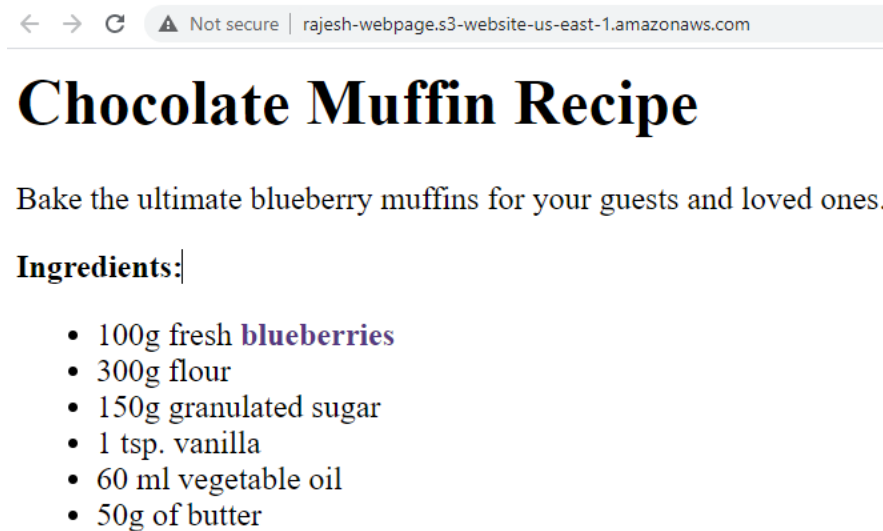 Not secure | rajesh-webpage.s3-website-us-east-1.amazonaws.com
Chocolate Muffin Recipe
Bake the ultimate blueberry muffins for your guests and loved ones.
Ingredients:
• 100g fresh blueberries
• 300g flour
• 150g granulated sugar
• 1 tsp. vanilla
• 60 ml vegetable oil
• 50g of butter